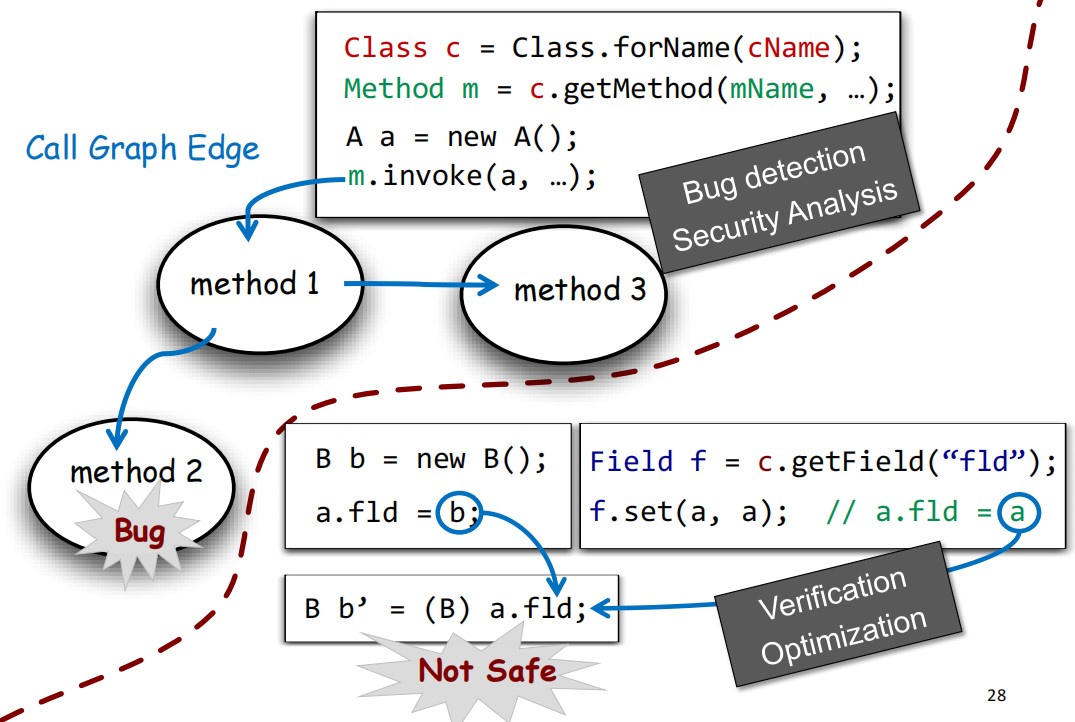 Class c = Class.forName(cName);
Method m = c.getMethod(mName, …);
A a = new A();
m.invoke(a, …);
Call Graph Edge
Bug detection
Security Analysis
method 1
method 3
method 2
Bug
B b = new B();
a.fld = b;
Field f = c.getField(“fld”);
f.set(a, a); // a.fld = a
B b’ = (B) a.fld;
Not Safe
Verification
Optimization
28